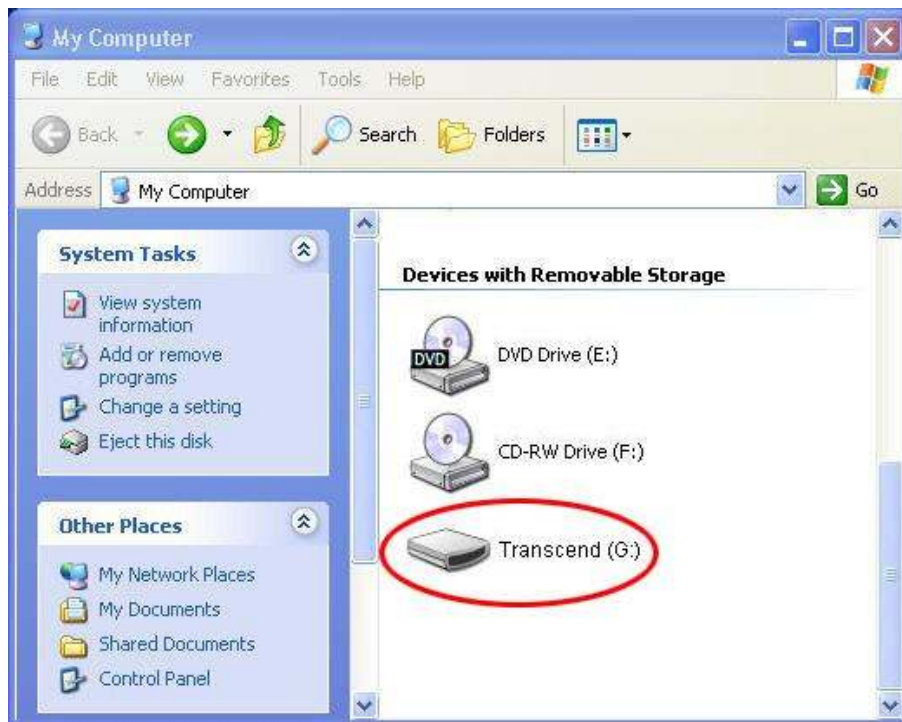 My Computer
File Edit View Favorites Tools Help
Back Search Folders
Address My Computer Go
System Tasks
View system
information
Add or remove
programs
Change a setting
Eject this disk
Other Places
My Network Places
My Documents
Shared Documents
Control Panel
Devices with Removable Storage
DVD
DVD Drive (E:)
CD-RW Drive (F:)
Transcend (G:)